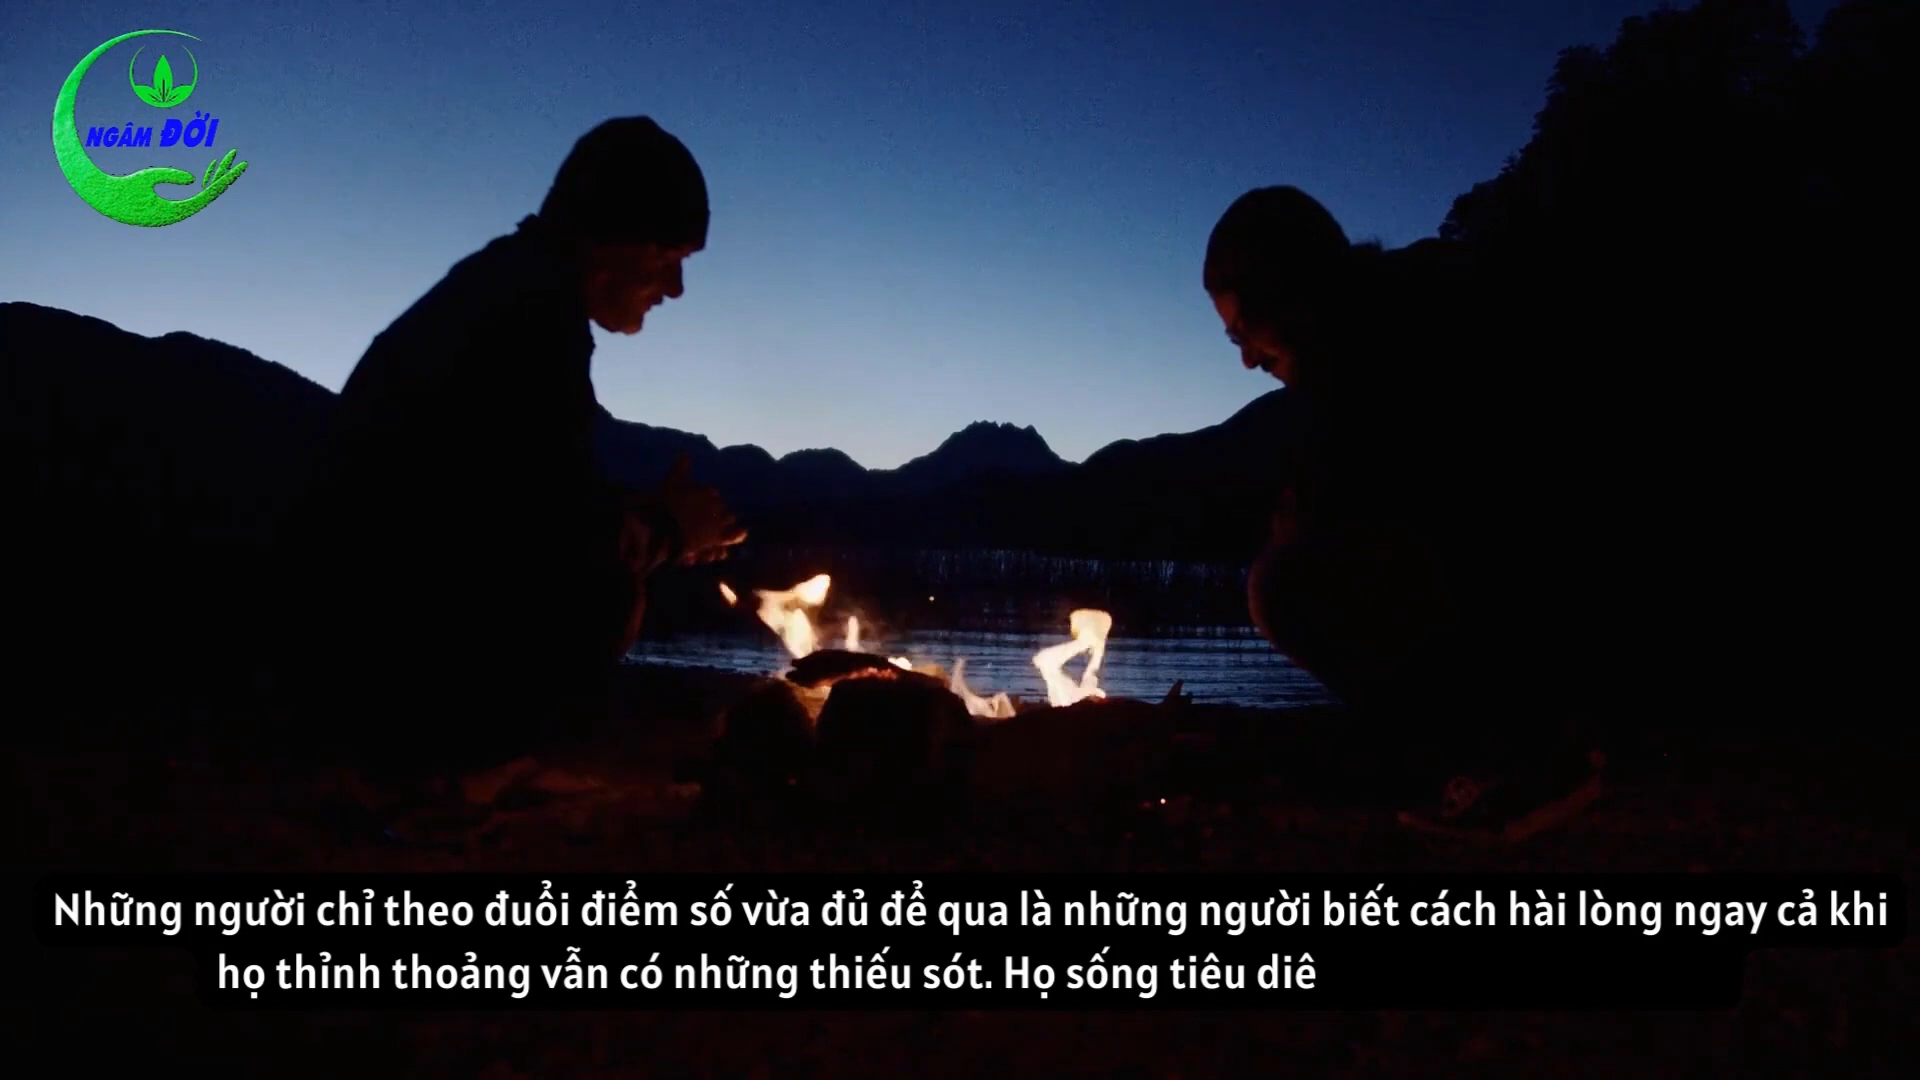 NGÂM ĐỜI
Những người chỉ theo đuổi điểm số vừa đủ để qua là những người biết cách hài lòng ngay cả khi
họ thỉnh thoảng vẫn có những thiếu sót. Họ sống tiêu diê